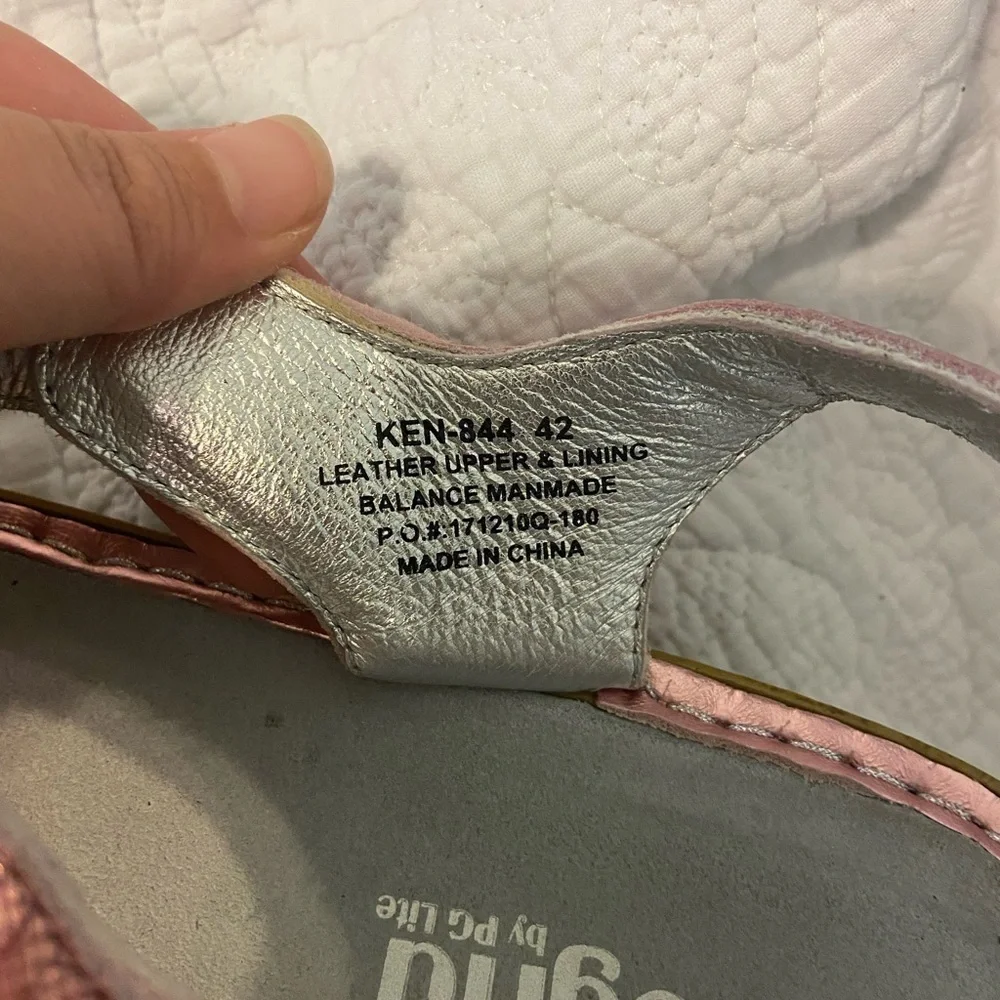 KEN-844 42
LEATHER UPPER & LINING
BALANCE MANMADE
P.O.#.171210Q-180
MADE IN CHINA
by PG Lite